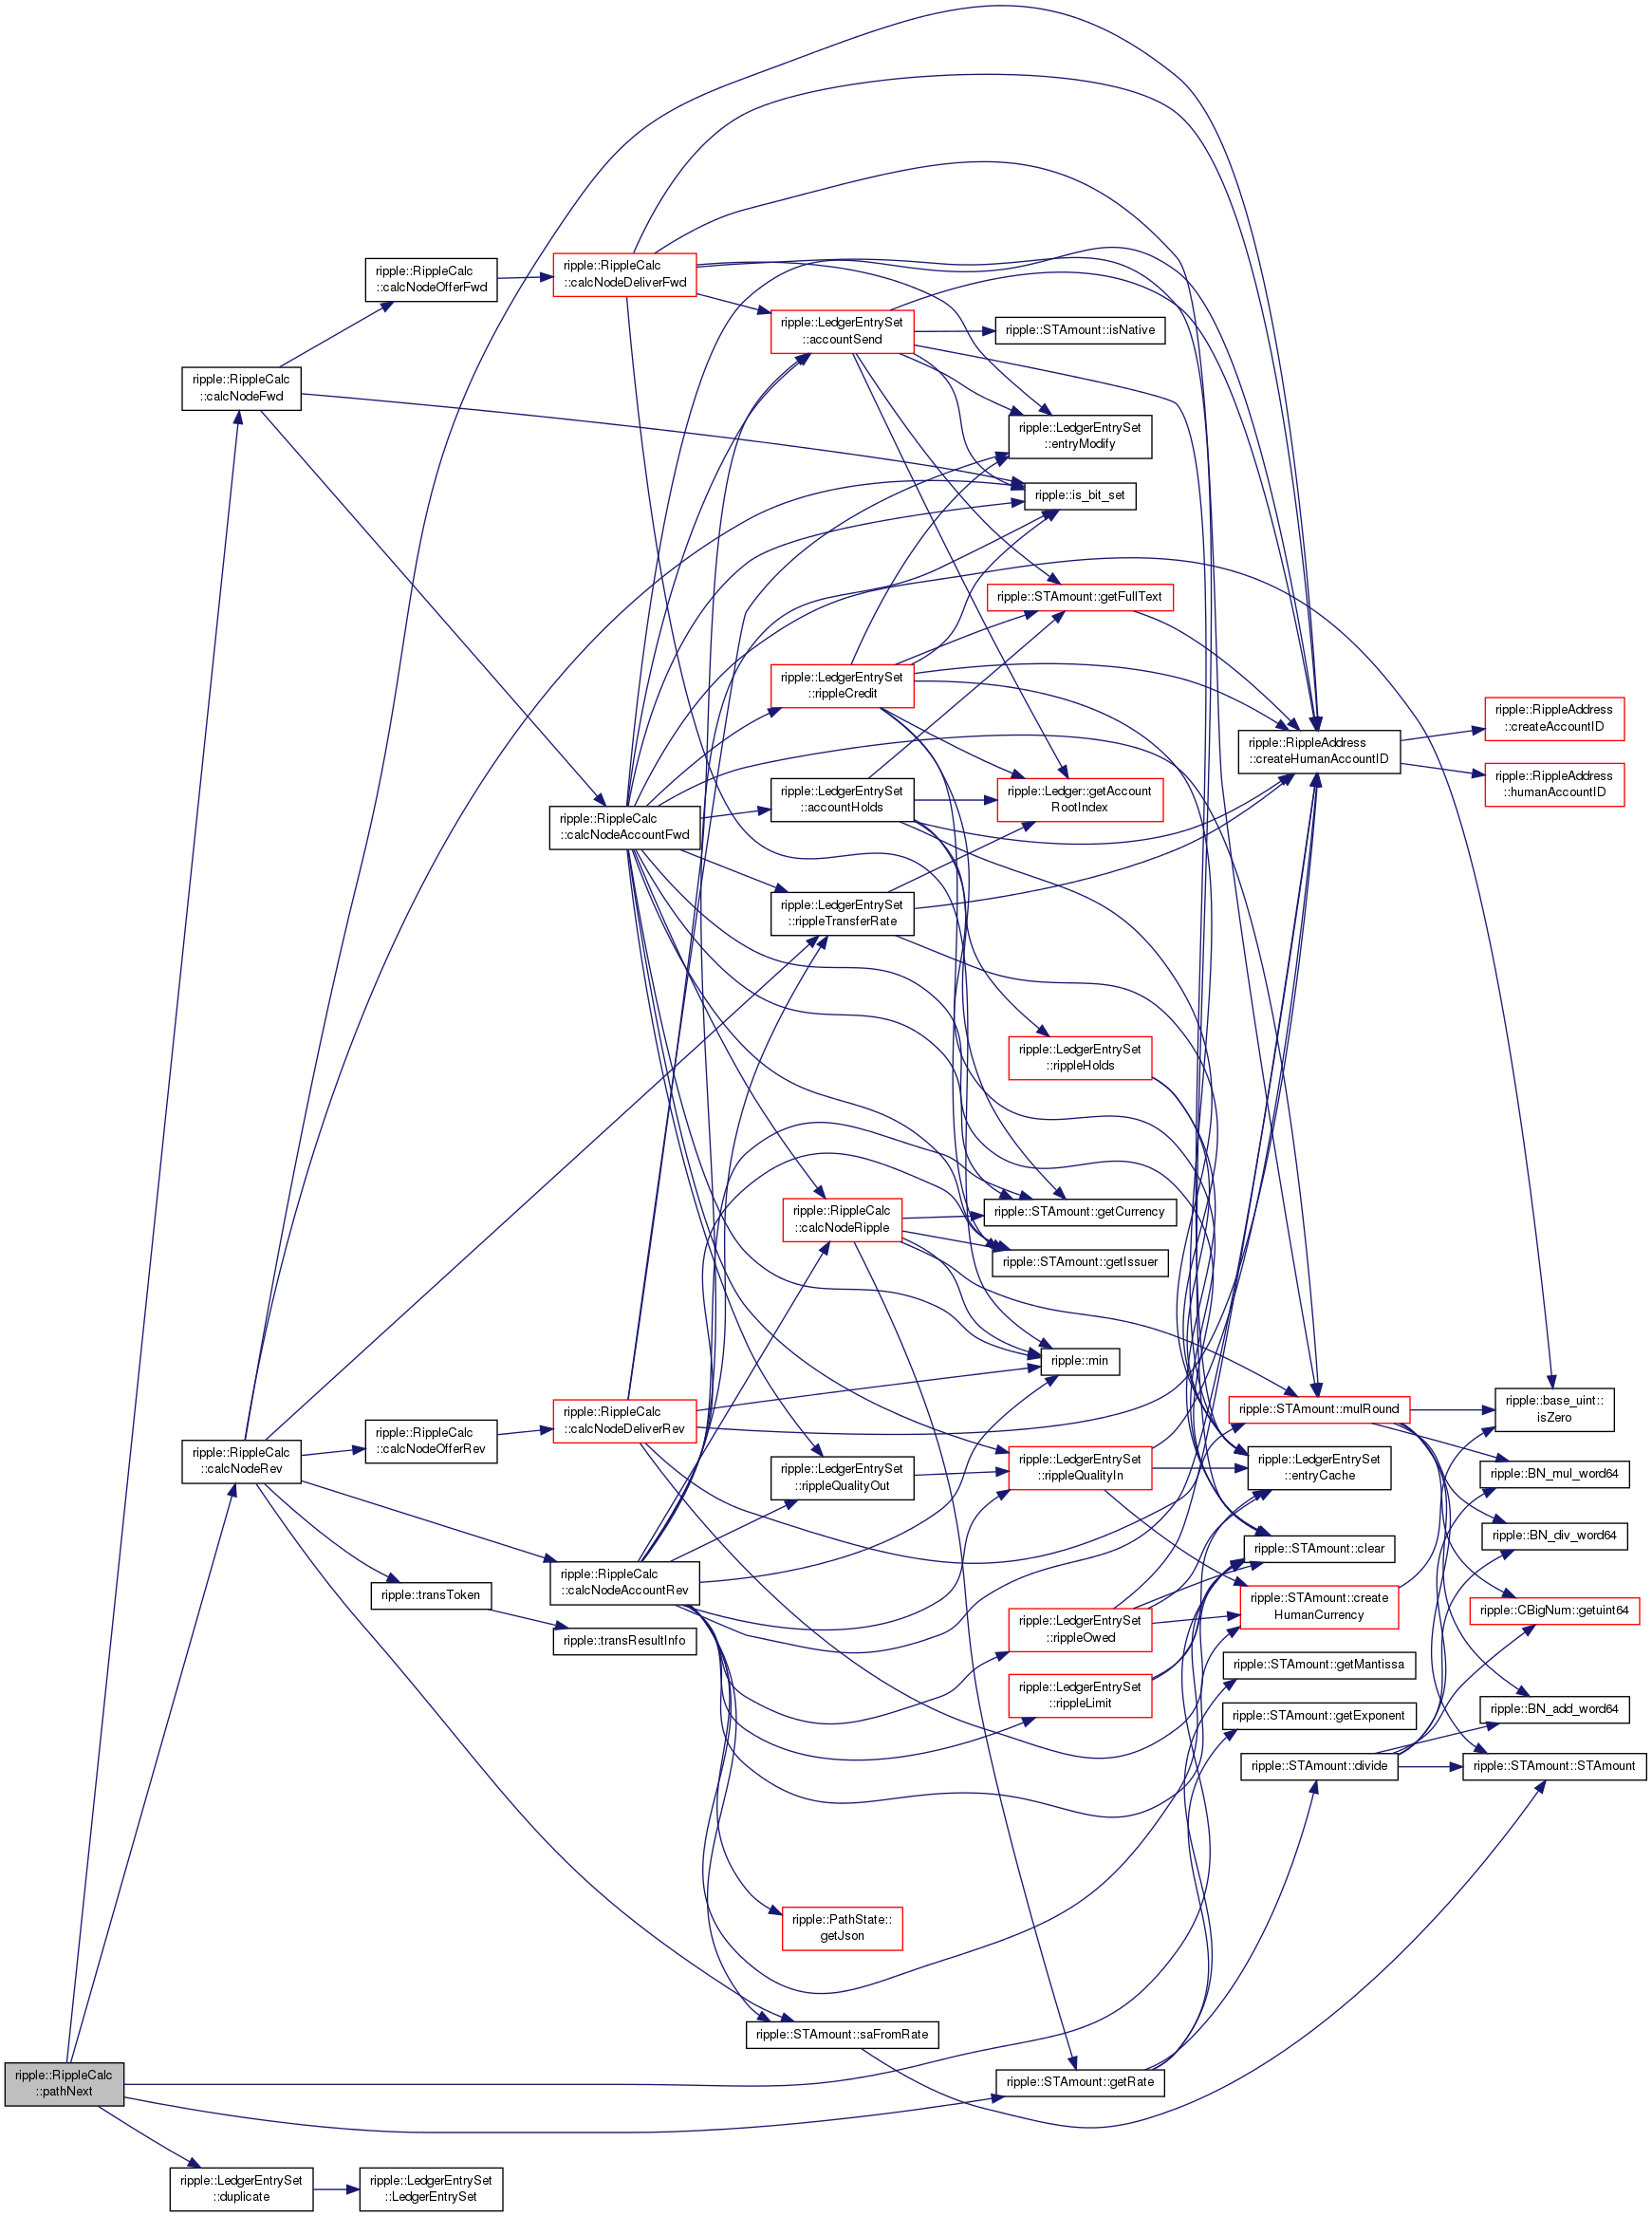 ripple::RippleCalc
::calcNodeOfferFwd
ripple::RippleCalc
::calcNodeDeliverFwd
ripple::LedgerEntrySet
::accountSend
ripple::STAmount::isNative
ripple::RippleCalc
::calcNodeFwd
ripple::LedgerEntrySet
::entryModify
ripple::is_bit_set
ripple::STAmount::getFullText
ripple::LedgerEntrySet
::rippleCredit
ripple::RippleAddress
::createAccountID
ripple::RippleAddress
::createHumanAccountID
ripple::RippleAddress
::humanAccountID
ripple::LedgerEntrySet
::accountHolds
ripple::Ledger::getAccount
RootIndex
ripple::RippleCalc
::calcNodeAccountFwd
ripple::LedgerEntrySet
::rippleTransferRate
ripple::LedgerEntrySet
::rippleHolds
ripple::RippleCalc
::calcNodeRipple
ripple::STAmount::getCurrency
ripple::STAmount::getIssuer
ripple::min
ripple::RippleCalc
::calcNodeDeliverRev
ripple::STAmount::mulRound
ripple::base_uint::
isZero
ripple::RippleCalc
::calcNodeOfferRev
ripple::RippleCalc
::calcNodeRev
ripple::LedgerEntrySet
::rippleQualityOut
ripple::LedgerEntrySet
::rippleQualityIn
ripple::LedgerEntrySet
::entryCache
ripple::BN_mul_word64
ripple::BN_div_word64
ripple::STAmount::clear
ripple::RippleCalc
::calcNodeAccountRev
ripple::transToken
ripple::STAmount::create
HumanCurrency
ripple::CBigNum::getuint64
ripple::LedgerEntrySet
::rippleOwed
ripple::transResultInfo
ripple::STAmount::getMantissa
ripple::LedgerEntrySet
::rippleLimit
ripple::BN_add_word64
ripple::STAmount::getExponent
ripple::STAmount::divide
ripple::STAmount::STAmount
ripple::PathState::
getJson
ripple::STAmount::saFromRate
ripple::RippleCalc
::pathNext
ripple::STAmount::getRate
ripple::LedgerEntrySet
::duplicate
ripple::LedgerEntrySet
::LedgerEntrySet